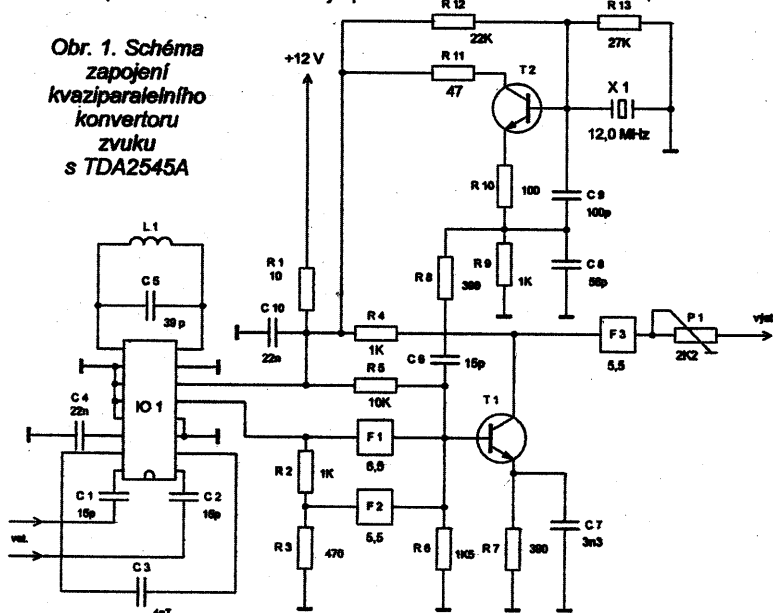 Obr. 1. Schéma
zapojení
kvaziparalelního
konvertoru
zvuku
s TDA2545A
+12 V
R 12
22K
R 13
27K
R 11
47
T 2
X 1
12,0 MHz
R 10
100
C 9
100p
L 1
C 5
39 p
R 1
10
R 8
390
R 9
1K
C 8
56p
C 10
22n
R 4
1K
C 6
15p
F 3
5,5
P 1
2K2
R 5
10K
C 4
22n
IO 1
T 1
F 1
6,5
R 2
1K
C 1
15p
C 2
15p
F 2
5,5
vst.
R 3
470
R 6
1K5
R 7
390
C 7
3n3
C 3